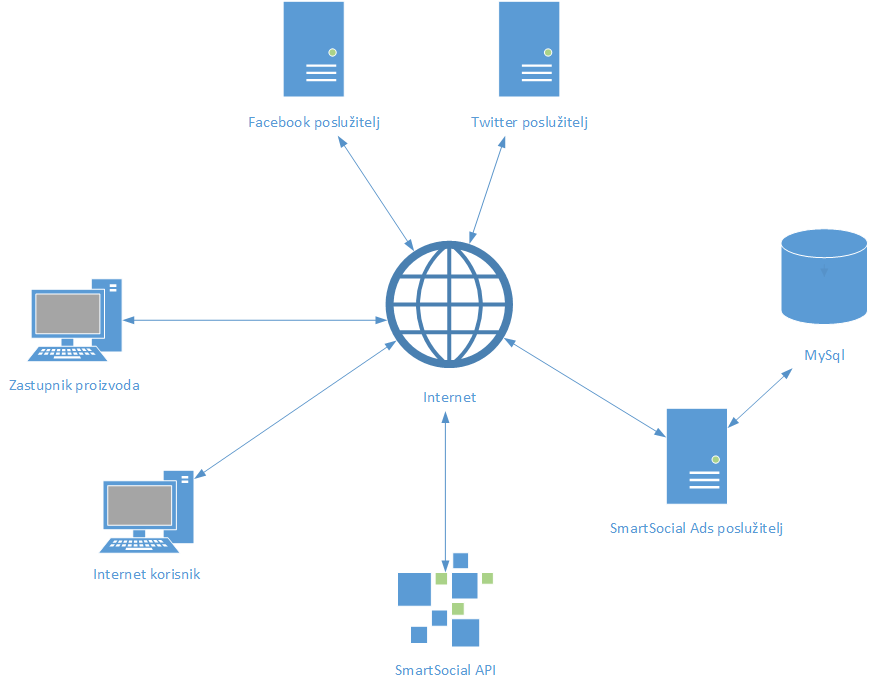 Facebook poslužitelj
Twitter poslužitelj
MySql
Zastupnik proizvoda
Internet
SmartSocial Ads poslužitelj
Internet korisnik
SmartSocial API